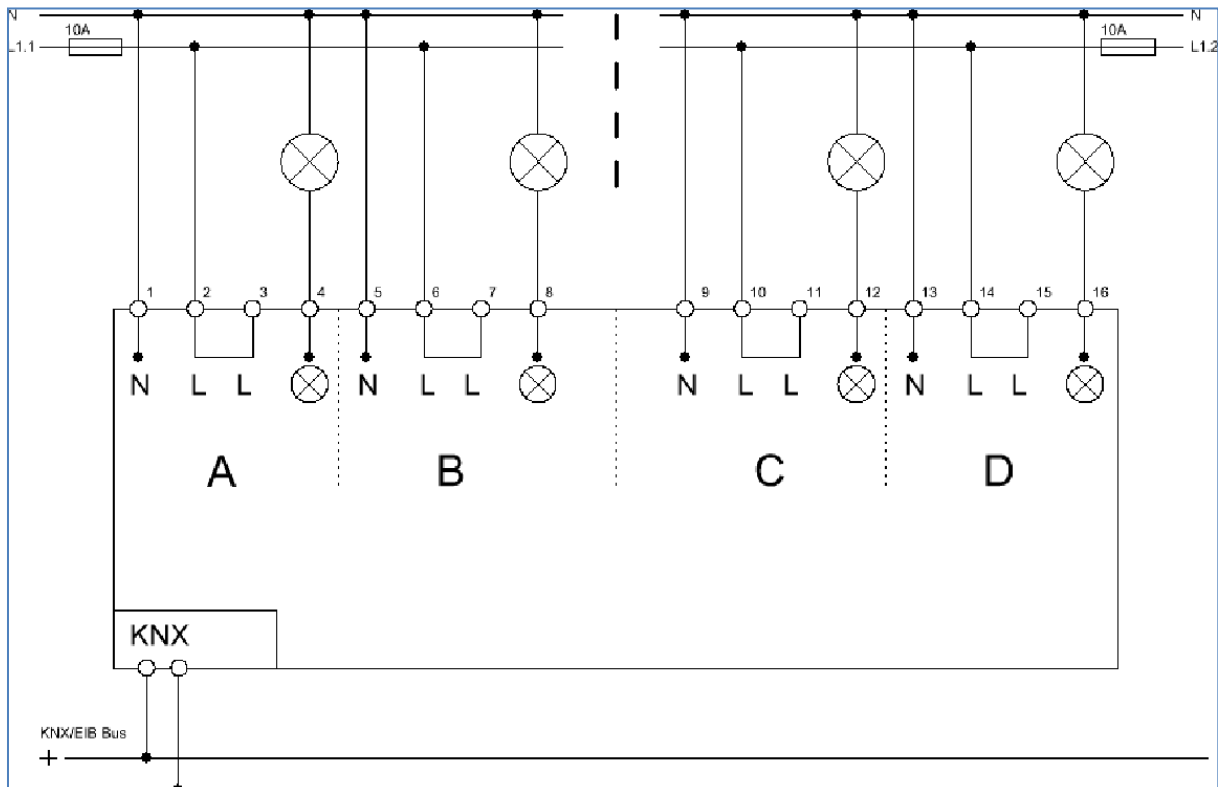 N N
10A 10A
L1.1 L1.2
1 2 3 4 5 6 7 8 9 10 11 12 13 14 15 16
N L L N L L N L L N L L
A B C D
KNX
KNX/EIB Bus
+